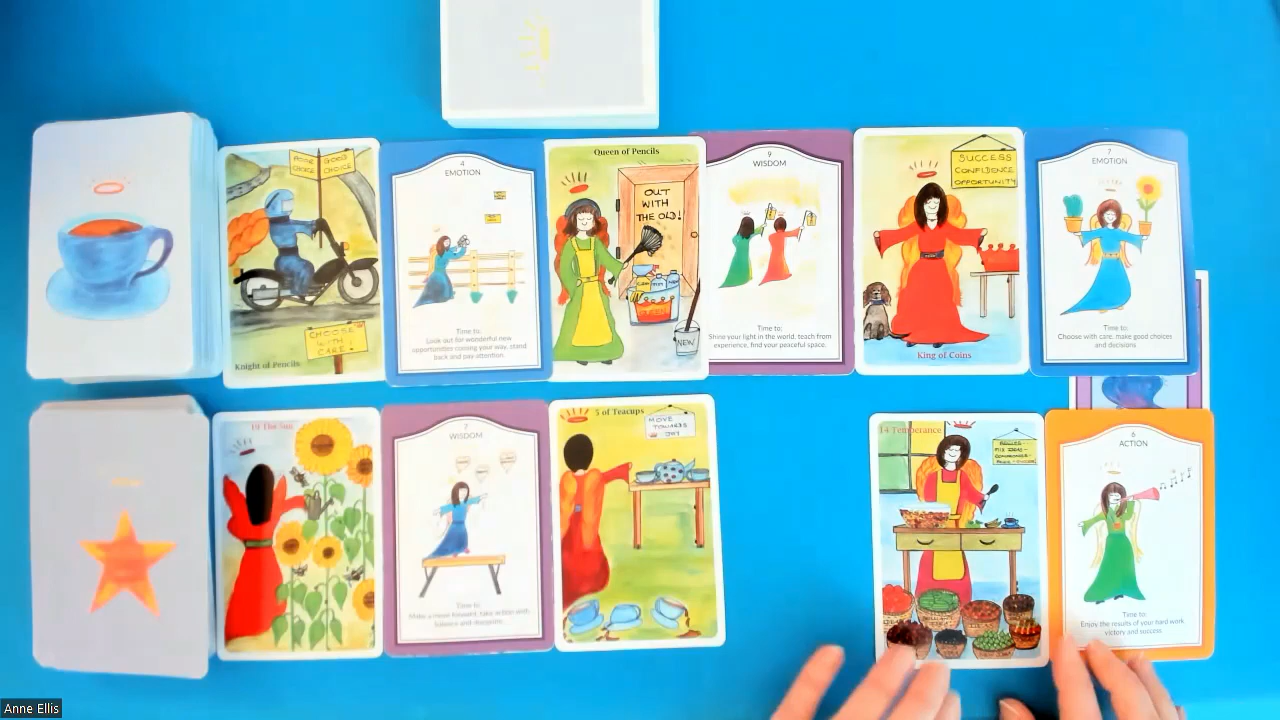 POOR CHOICE
GOOD CHOICE
CHOOSE
WITH
CARE!
Knight of Pencils
4
EMOTION
Time to:
Look out for wonderful new
opportunities crossing your way, stand
back and pay attention.
Queen of Pencils
OUT
WITH
THE OLD!
NEW
9
WISDOM
Time to:
Shine your light in the world, teach from
experience, find your peaceful space.
SUCCESS
CONFIDENCE
OPPORTUNITY
King of Coins
7
EMOTION
Time to:
Choose with care, make good choices
and decisions
19 The Sun
7
WISDOM
Time to:
Make a move forward, take action with
balance and discipline.
5 of Teacups
MOVE
TOWARDS
JOY
14 Temperance
6
ACTION
Time to:
Enjoy the results of your hard work
victory and success.
Anne Ellis